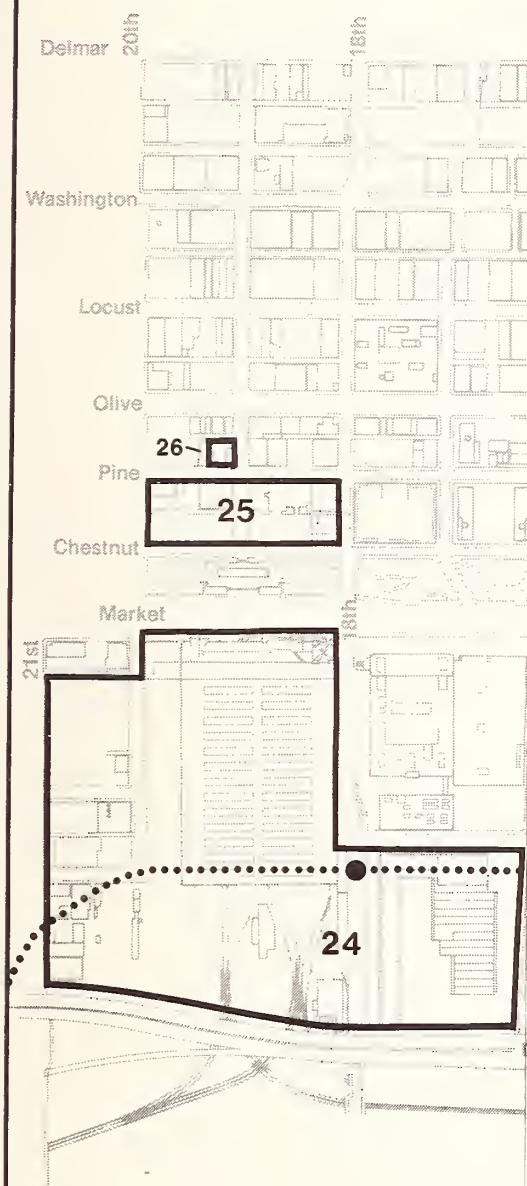 20th
18th
Delmar
Washington
Locust
Olive
26
Pine
25
Chestnut
Market
18th
21st
24